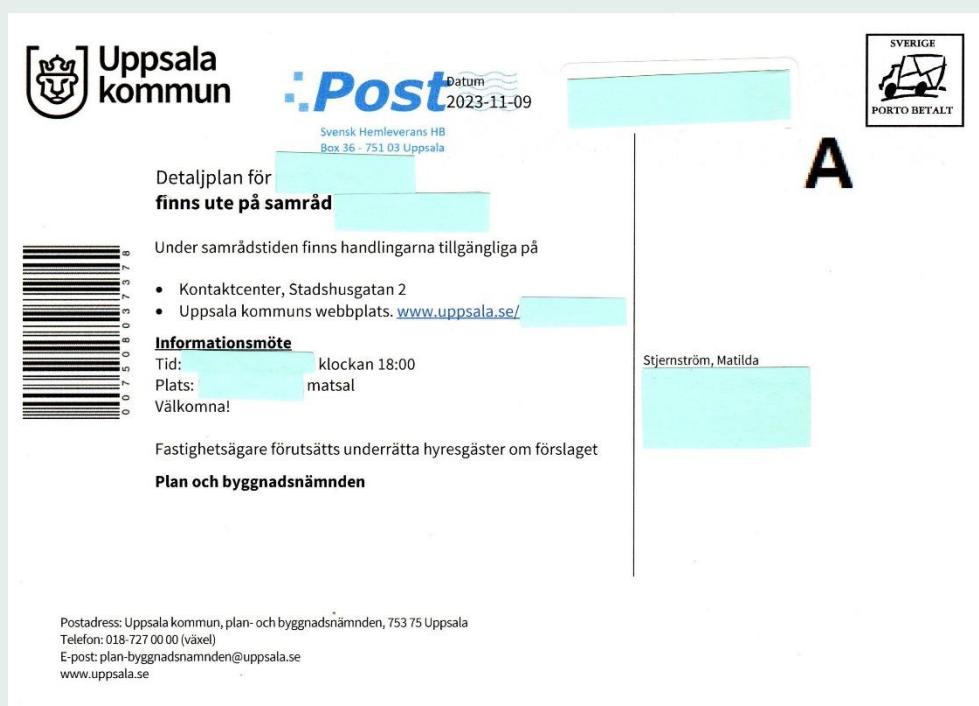 Uppsala
kommun
Post
Svensk Hemleverans HB
Box 36 - 751 03 Uppsala
Datum
2023-11-09
SVERIGE
PORTO BETALT
A
Detaljplan för
finns ute på samråd
Under samrådstiden finns handlingarna tillgängliga på
• Kontaktcenter, Stadshusgatan 2
• Uppsala kommuns webbplats. www.uppsala.se/
Informationsmöte
Tid: klockan 18:00
Plats: matsal
Välkomna!
Fastighetsägare förutsätts underrätta hyresgäster om förslaget
Plan och byggnadsnämnden
0075080337378
Stjernström, Matilda
Postadress: Uppsala kommun, plan- och byggnadsnämnden, 753 75 Uppsala
Telefon: 018-727 00 00 (växel)
E-post: plan-byggnadsnamnden@uppsala.se
www.uppsala.se